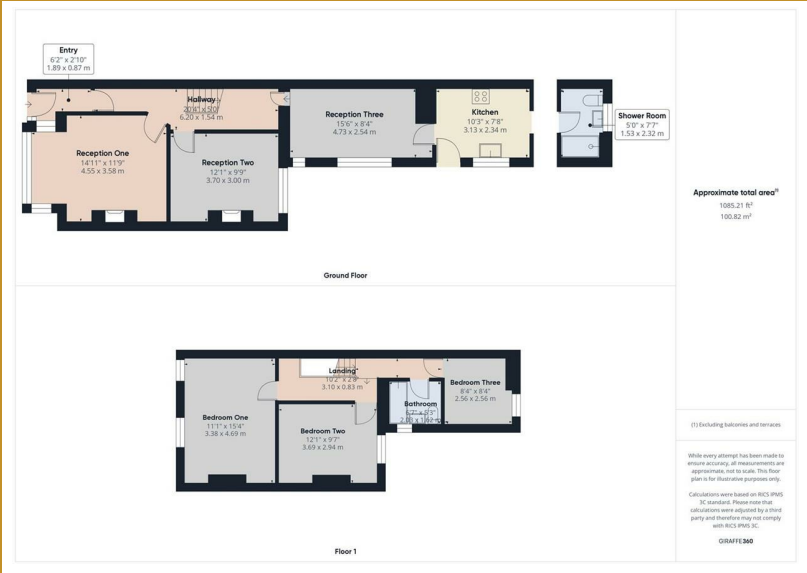 Entry
6'2" x 2'10"
1.89 x 0.87 m
Hallway
20'4" x 5'0"
6.20 x 1.54 m
Reception One
14'11" x 11'9"
4.55 x 3.58 m
Reception Two
12'1" x 9'9"
3.70 x 3.00 m
Reception Three
15'6" x 8'4"
4.73 x 2.54 m
Kitchen
10'3" x 7'8"
3.13 x 2.34 m
Shower Room
5'0" x 7'7"
1.53 x 2.32 m
Ground Floor
Landing
10'2" x 2'8"
3.10 x 0.83 m
Bedroom One
11'1" x 15'4"
3.38 x 4.69 m
Bedroom Two
12'1" x 9'7"
3.69 x 2.94 m
Bathroom
Bedroom Three
8'4" x 8'4"
2.56 x 2.56 m
Floor 1
Approximate total area⁽¹⁾
1085.21 ft²
100.82 m²
(1) Excluding balconies and terraces
While every attempt has been made to
ensure accuracy, all measurements are
approximate, not to scale. This floor
plan is for illustrative purposes only.
Calculations were based on RICS IPMS
3C standard. Please note that
calculations were adjusted by a third
party and therefore may not comply
with RICS IPMS 3C.
GIRAFFE360